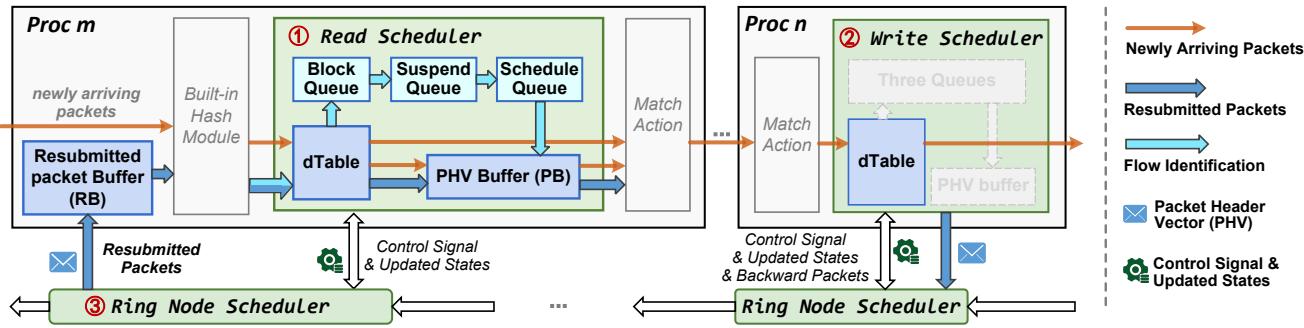 Proc m
① Read Scheduler
Block
Queue
Suspend
Queue
Schedule
Queue
newly arriving
packets
Built-in
Hash
Module
Resubmitted
packet Buffer
(RB)
dTable
PHV Buffer (PB)
Match
Action
...
Proc n
② Write Scheduler
Three Queues
Match
Action
dTable
PHV buffer
Resubmitted
Packets
Control Signal
& Updated States
Control Signal
& Updated States
& Backward Packets
③ Ring Node Scheduler
...
Ring Node Scheduler
Newly Arriving Packets
Resubmitted Packets
Flow Identification
Packet Header
Vector (PHV)
Control Signal &
Updated States